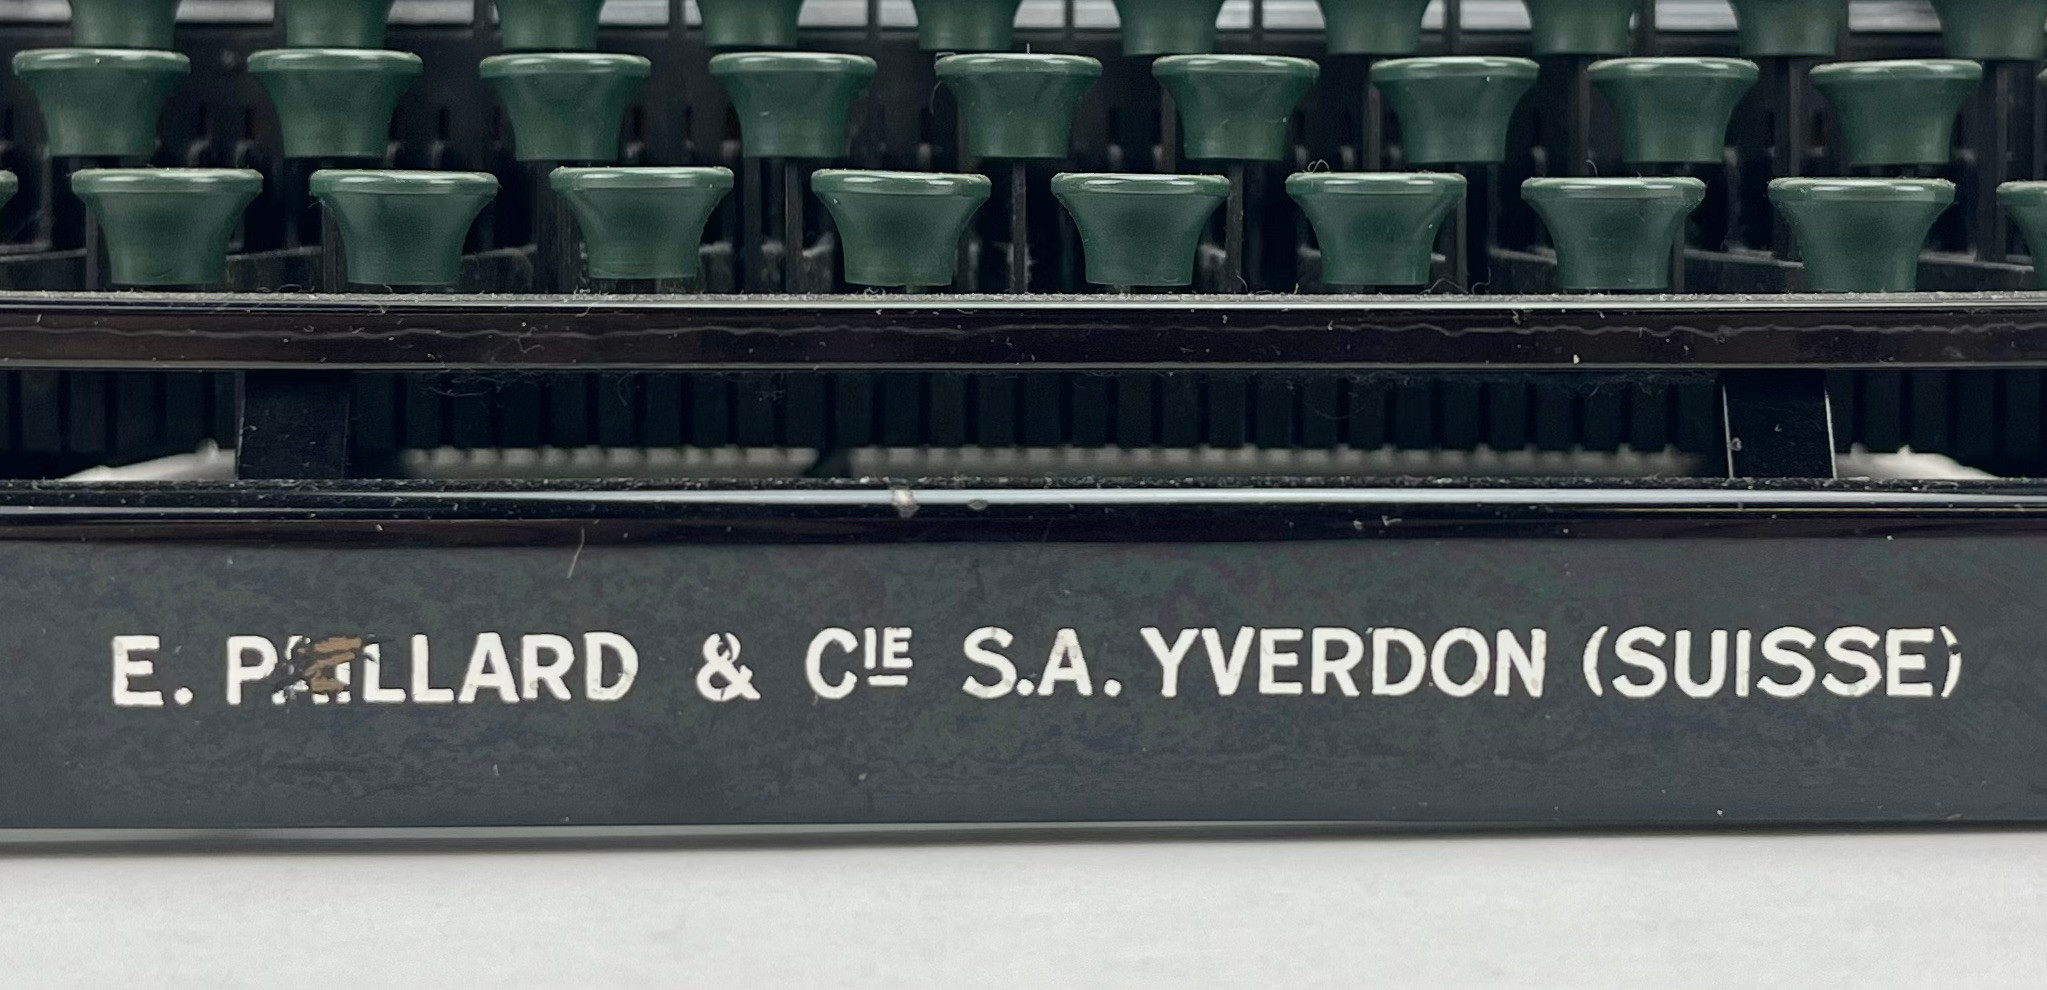 E. PAILLARD & CIE S.A. YVERDON (SUISSE)